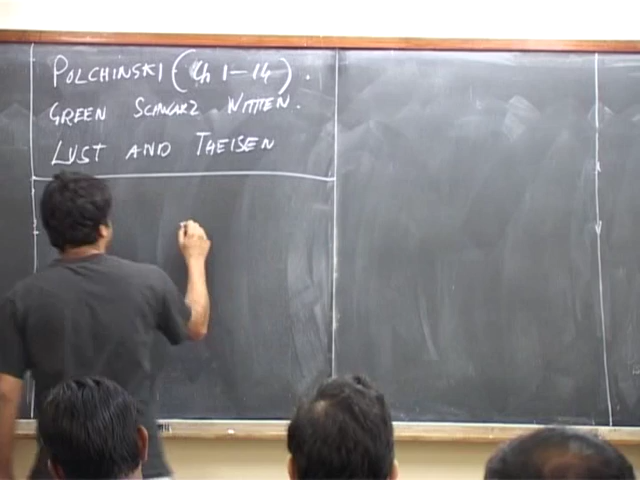 POLCHINSKI (Ch 1-14).
GREEN SCHWARZ WITTEN.
LUST AND THEISEN